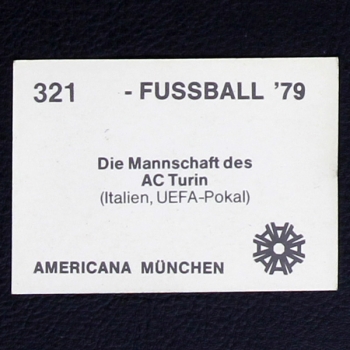 321 - FUSSBALL '79
Die Mannschaft des
AC Turin
(Italien, UEFA-Pokal)
AMERICANA MÜNCHEN